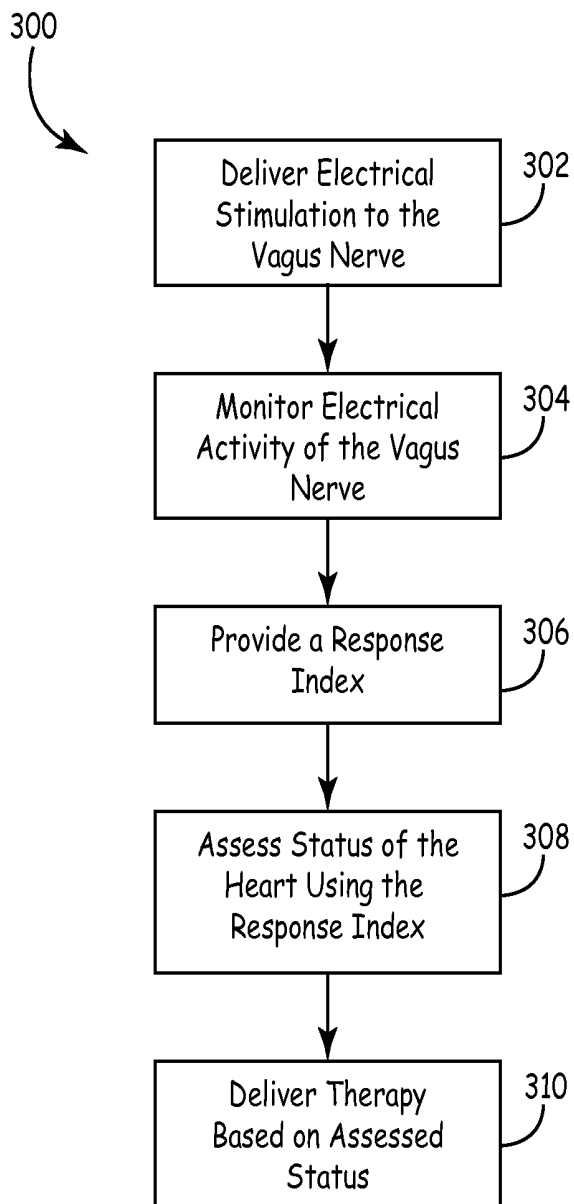 300
Deliver Electrical
Stimulation to the
Vagus Nerve
302
Monitor Electrical
Activity of the Vagus
Nerve
304
Provide a Response
Index
306
Assess Status of the
Heart Using the
Response Index
308
Deliver Therapy
Based on Assessed
Status
310